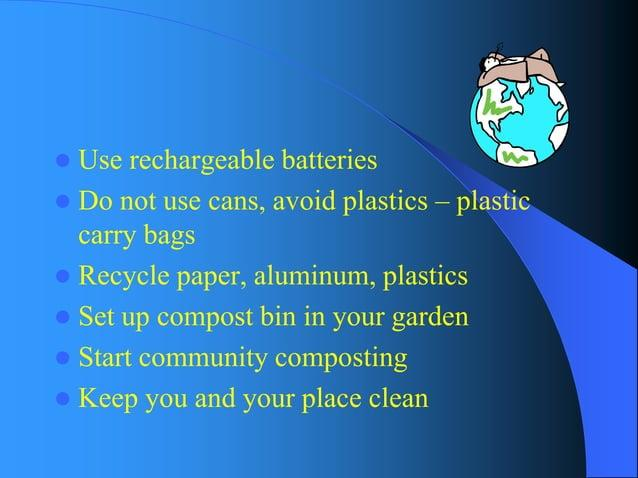 Use rechargeable batteries
Do not use cans, avoid plastics – plastic
carry bags
Recycle paper, aluminum, plastics
Set up compost bin in your garden
Start community composting
Keep you and your place clean